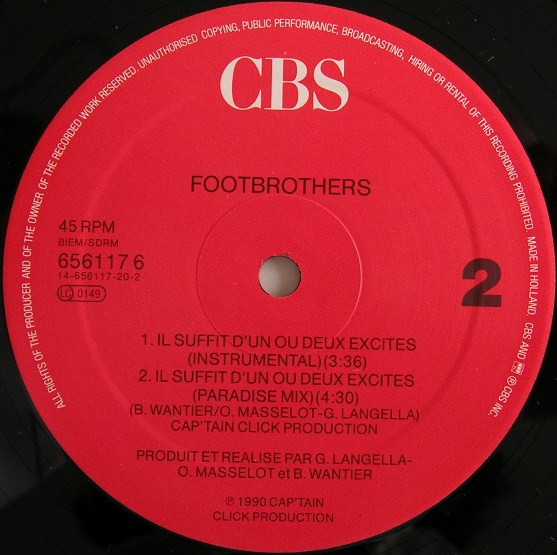 ALL RIGHTS OF THE PRODUCER AND OF THE OWNER OF THE RECORDED WORK RESERVED. UNAUTHORISED COPYING, PUBLIC PERFORMANCE, BROADCASTING, HIRING OR RENTAL OF THIS RECORDING PROHIBITED. MADE IN HOLLAND. CBS AND ℗ CBS INC.
CBS
FOOTBROTHERS
45 RPM
BIEM/SDRM
656117 6
14-656117-20-2
LC 0149
2
1. IL SUFFIT D'UN OU DEUX EXCITES
(INSTRUMENTAL)(3:36)
2. IL SUFFIT D'UN OU DEUX EXCITES
(PARADISE MIX)(4:30)
(B. WANTIER/O. MASSELOT-G. LANGELLA)
CAP'TAIN CLICK PRODUCTION
PRODUIT ET REALISE PAR G. LANGELLA-
O. MASSELOT et B. WANTIER
℗ 1990 CAP'TAIN
CLICK PRODUCTION